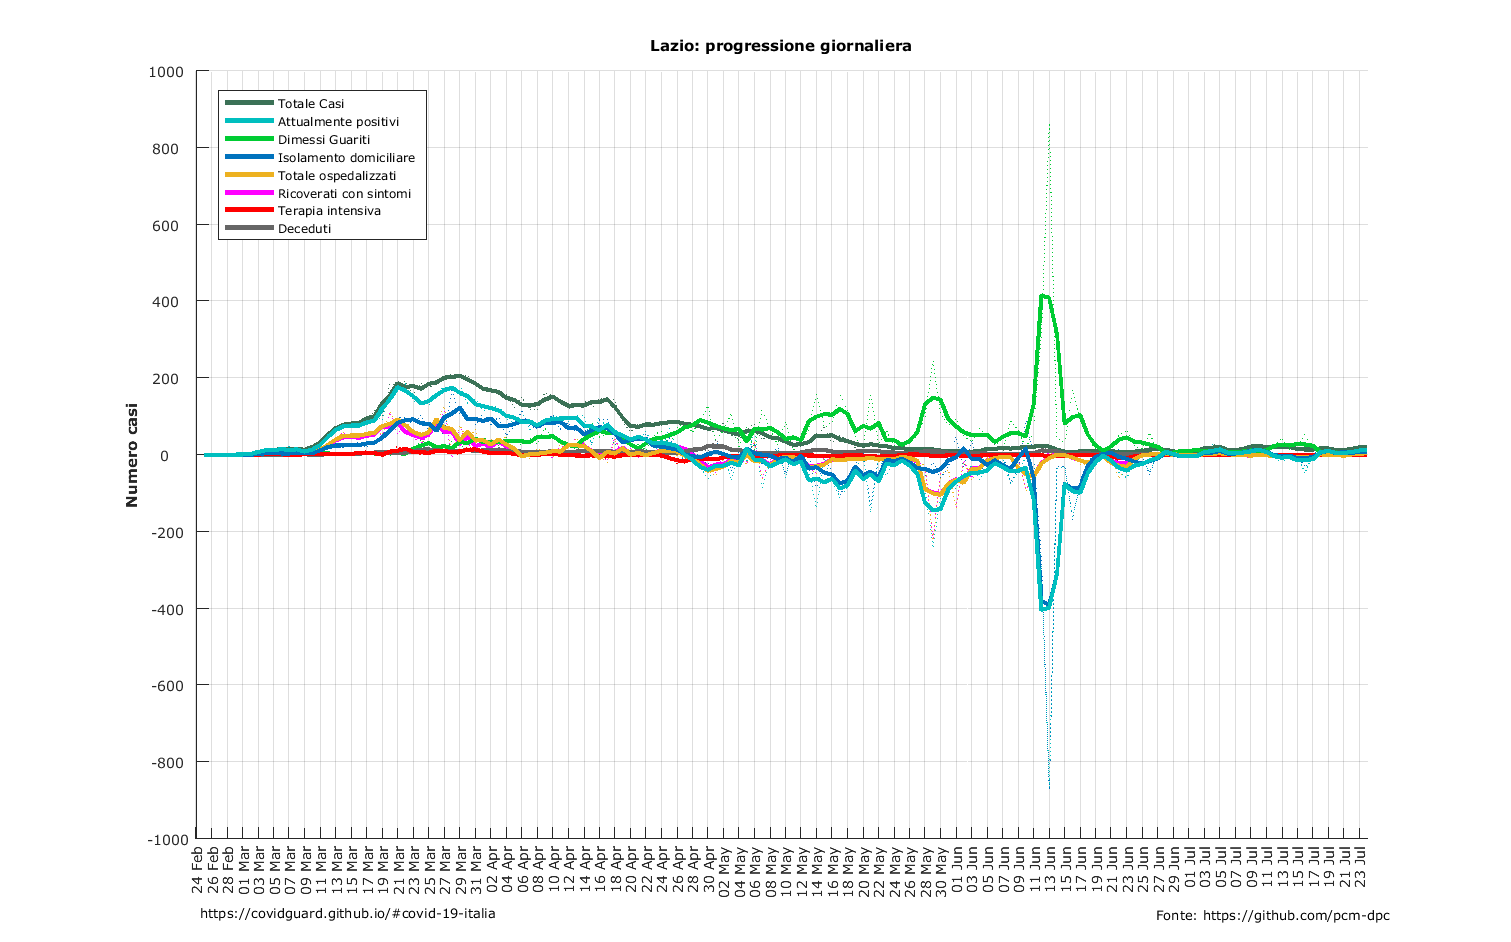 Lazio: progressione giornaliera
1000
800
600
400
200
0
-200
-400
-600
-800
-1000
Numero casi
Totale Casi
Attualmente positivi
Dimessi Guariti
Isolamento domiciliare
Totale ospedalizzati
Ricoverati con sintomi
Terapia intensiva
Deceduti
24 Feb
26 Feb
28 Feb
01 Mar
03 Mar
05 Mar
07 Mar
09 Mar
11 Mar
13 Mar
15 Mar
17 Mar
19 Mar
21 Mar
23 Mar
25 Mar
27 Mar
29 Mar
31 Mar
02 Apr
04 Apr
06 Apr
08 Apr
10 Apr
12 Apr
14 Apr
16 Apr
18 Apr
20 Apr
22 Apr
24 Apr
26 Apr
28 Apr
30 Apr
02 May
04 May
06 May
08 May
10 May
12 May
14 May
16 May
18 May
20 May
22 May
24 May
26 May
28 May
30 May
01 Jun
03 Jun
05 Jun
07 Jun
09 Jun
11 Jun
13 Jun
15 Jun
17 Jun
19 Jun
21 Jun
23 Jun
25 Jun
27 Jun
29 Jun
01 Jul
03 Jul
05 Jul
07 Jul
09 Jul
11 Jul
13 Jul
15 Jul
17 Jul
19 Jul
21 Jul
23 Jul
https://covidguard.github.io/#covid-19-italia
Fonte: https://github.com/pcm-dpc